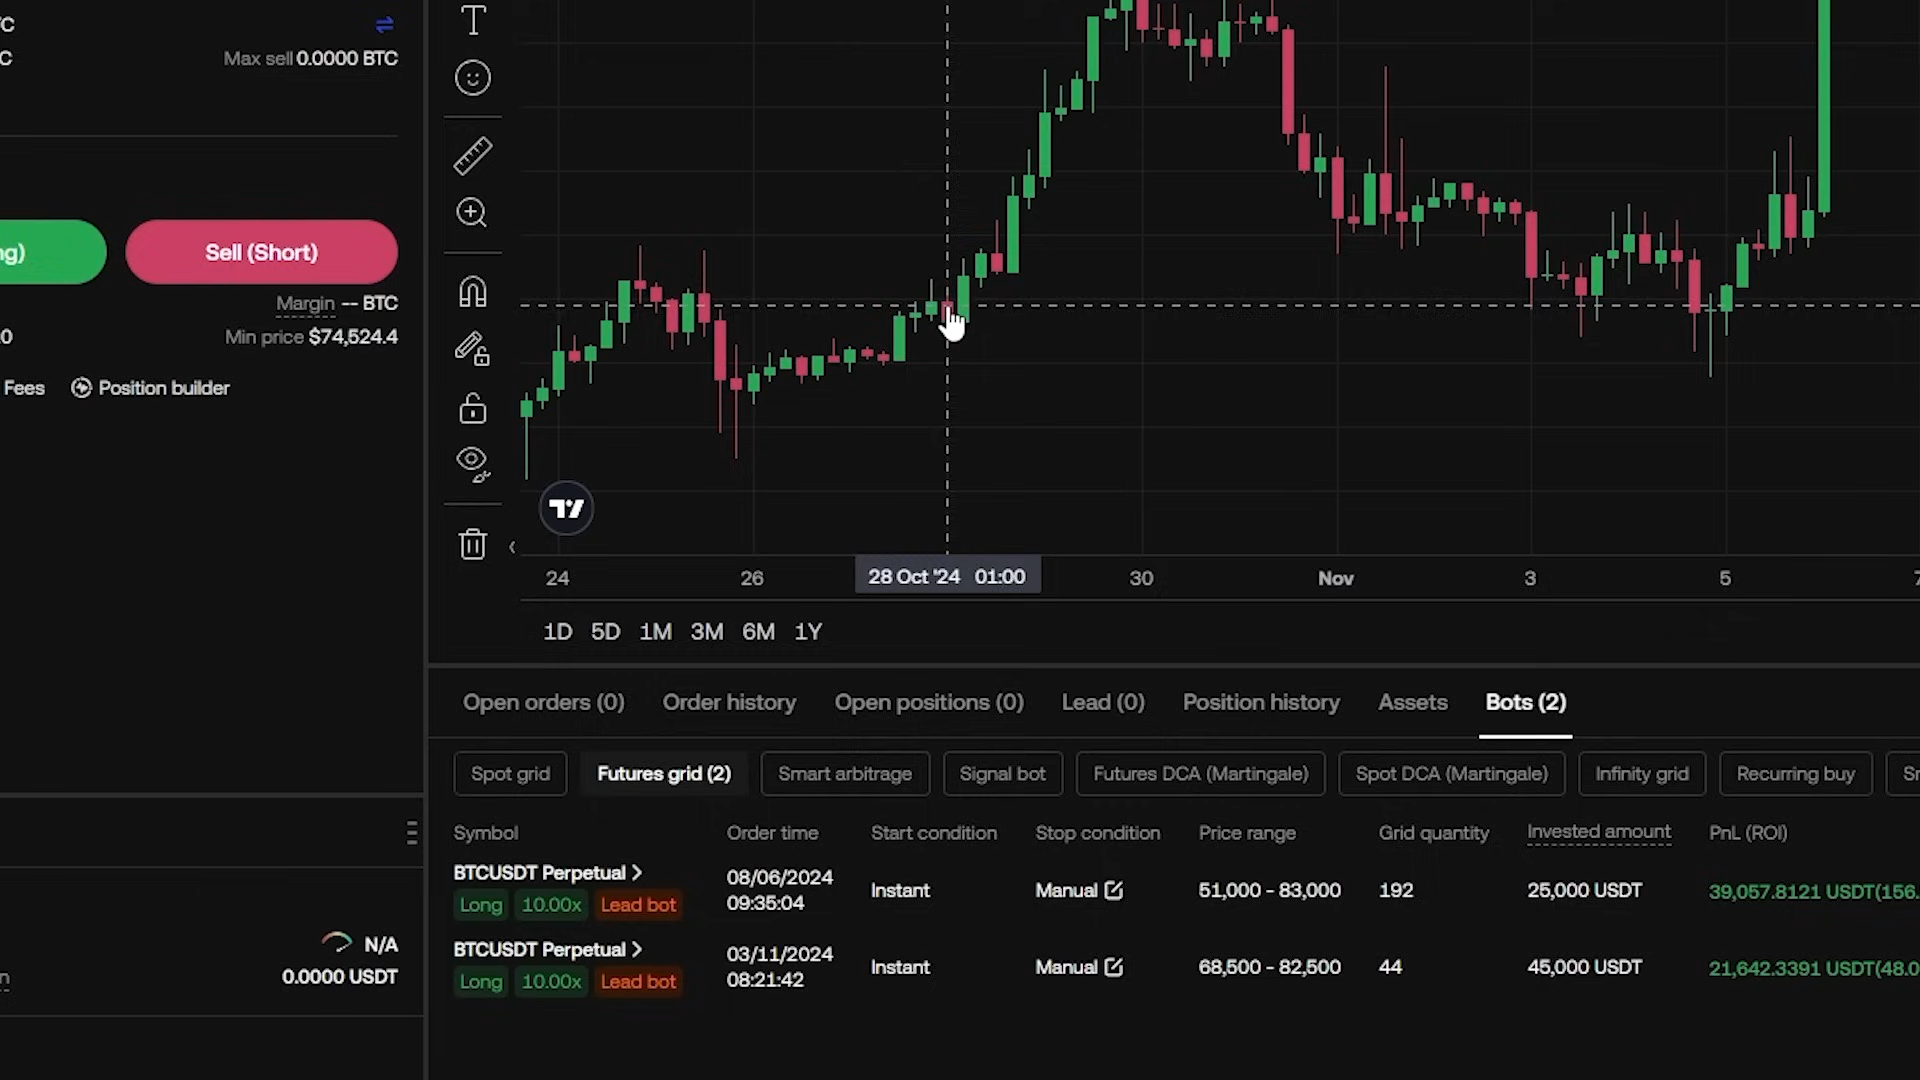 C
C
Max sell 0.0000 BTC
ng)
Sell (Short)
Margin -- BTC
0
Min price $74,524.4
Fees
Position builder
N/A
n
0.0000 USDT
T
24
26
28 Oct '24 01:00
30
Nov
3
5
7
1D 5D 1M 3M 6M 1Y
Open orders (0) Order history Open positions (0) Lead (0) Position history Assets Bots (2)
Spot grid Futures grid (2) Smart arbitrage Signal bot Futures DCA (Martingale) Spot DCA (Martingale) Infinity grid Recurring buy Sr
Symbol Order time Start condition Stop condition Price range Grid quantity Invested amount PnL (ROI)
BTCUSDT Perpetual >
Long 10.00x Lead bot
08/06/2024
09:35:04
Instant
Manual
51,000 - 83,000
192
25,000 USDT
39,057.8121 USDT(156.
BTCUSDT Perpetual >
Long 10.00x Lead bot
03/11/2024
08:21:42
Instant
Manual
68,500 - 82,500
44
45,000 USDT
21,642.3391 USDT(48.0